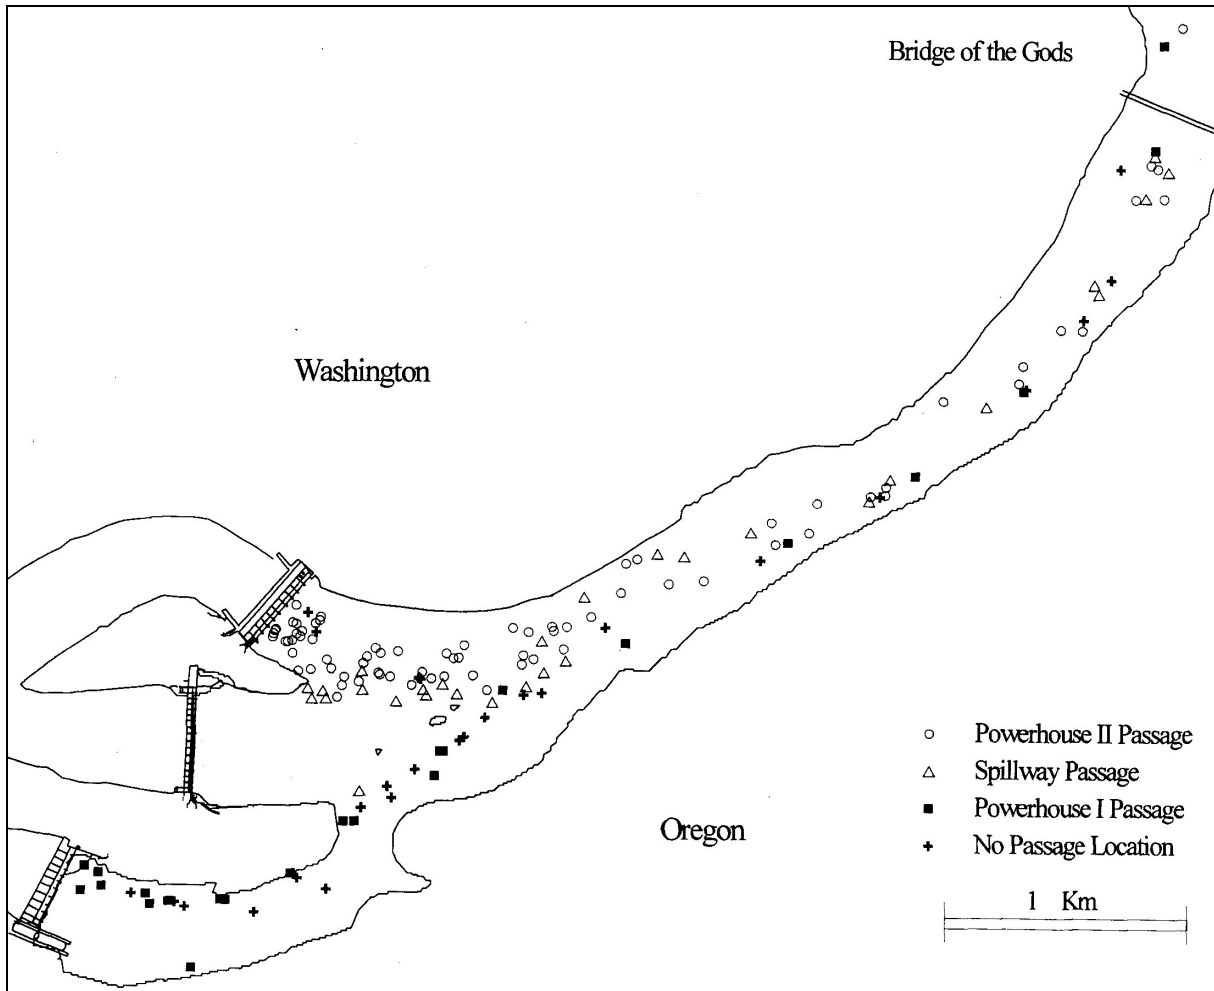 Bridge of the Gods
Washington
Powerhouse II Passage
Spillway Passage
Powerhouse I Passage
No Passage Location
Oregon
1 Km